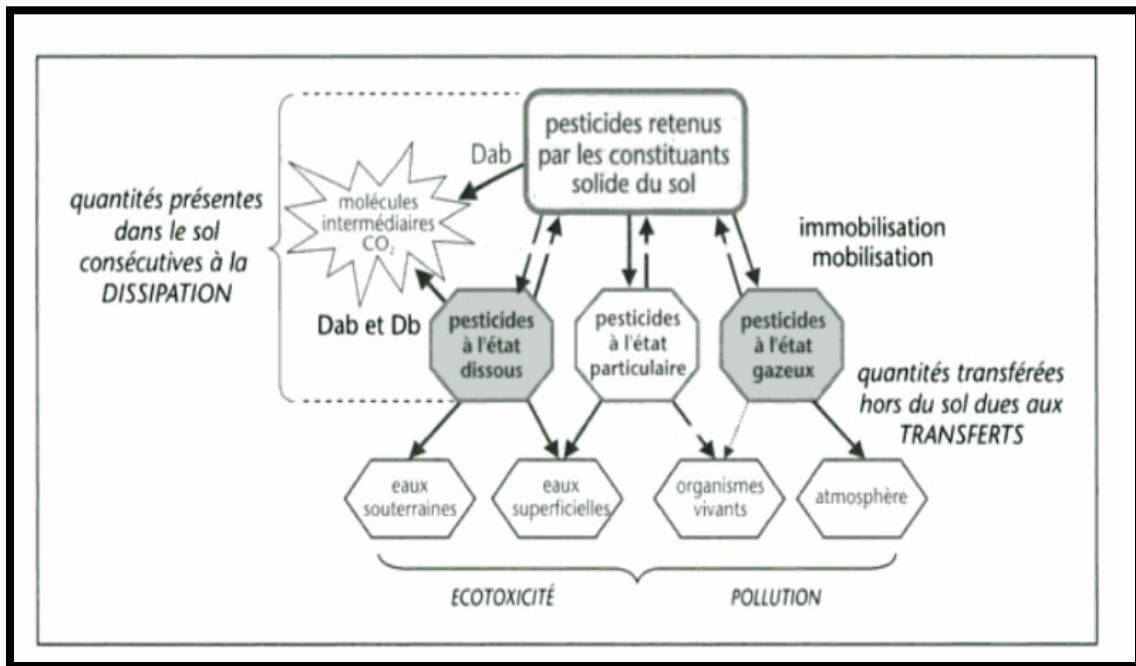 pesticides retenus
par les constituants
solide du sol
Dab
molécules
intermédiaires
CO₂
quantités présentes
dans le sol
consécutives à la
DISSIPATION
immobilisation
mobilisation
Dab et Db
pesticides
à l'état
dissous
pesticides
à l'état
particulaire
pesticides
à l'état
gazeux
quantités transférées
hors du sol dues aux
TRANSFERTS
eaux
souterraines
eaux
superficielles
organismes
vivants
atmosphère
ECOTOXICITÉ
POLLUTION